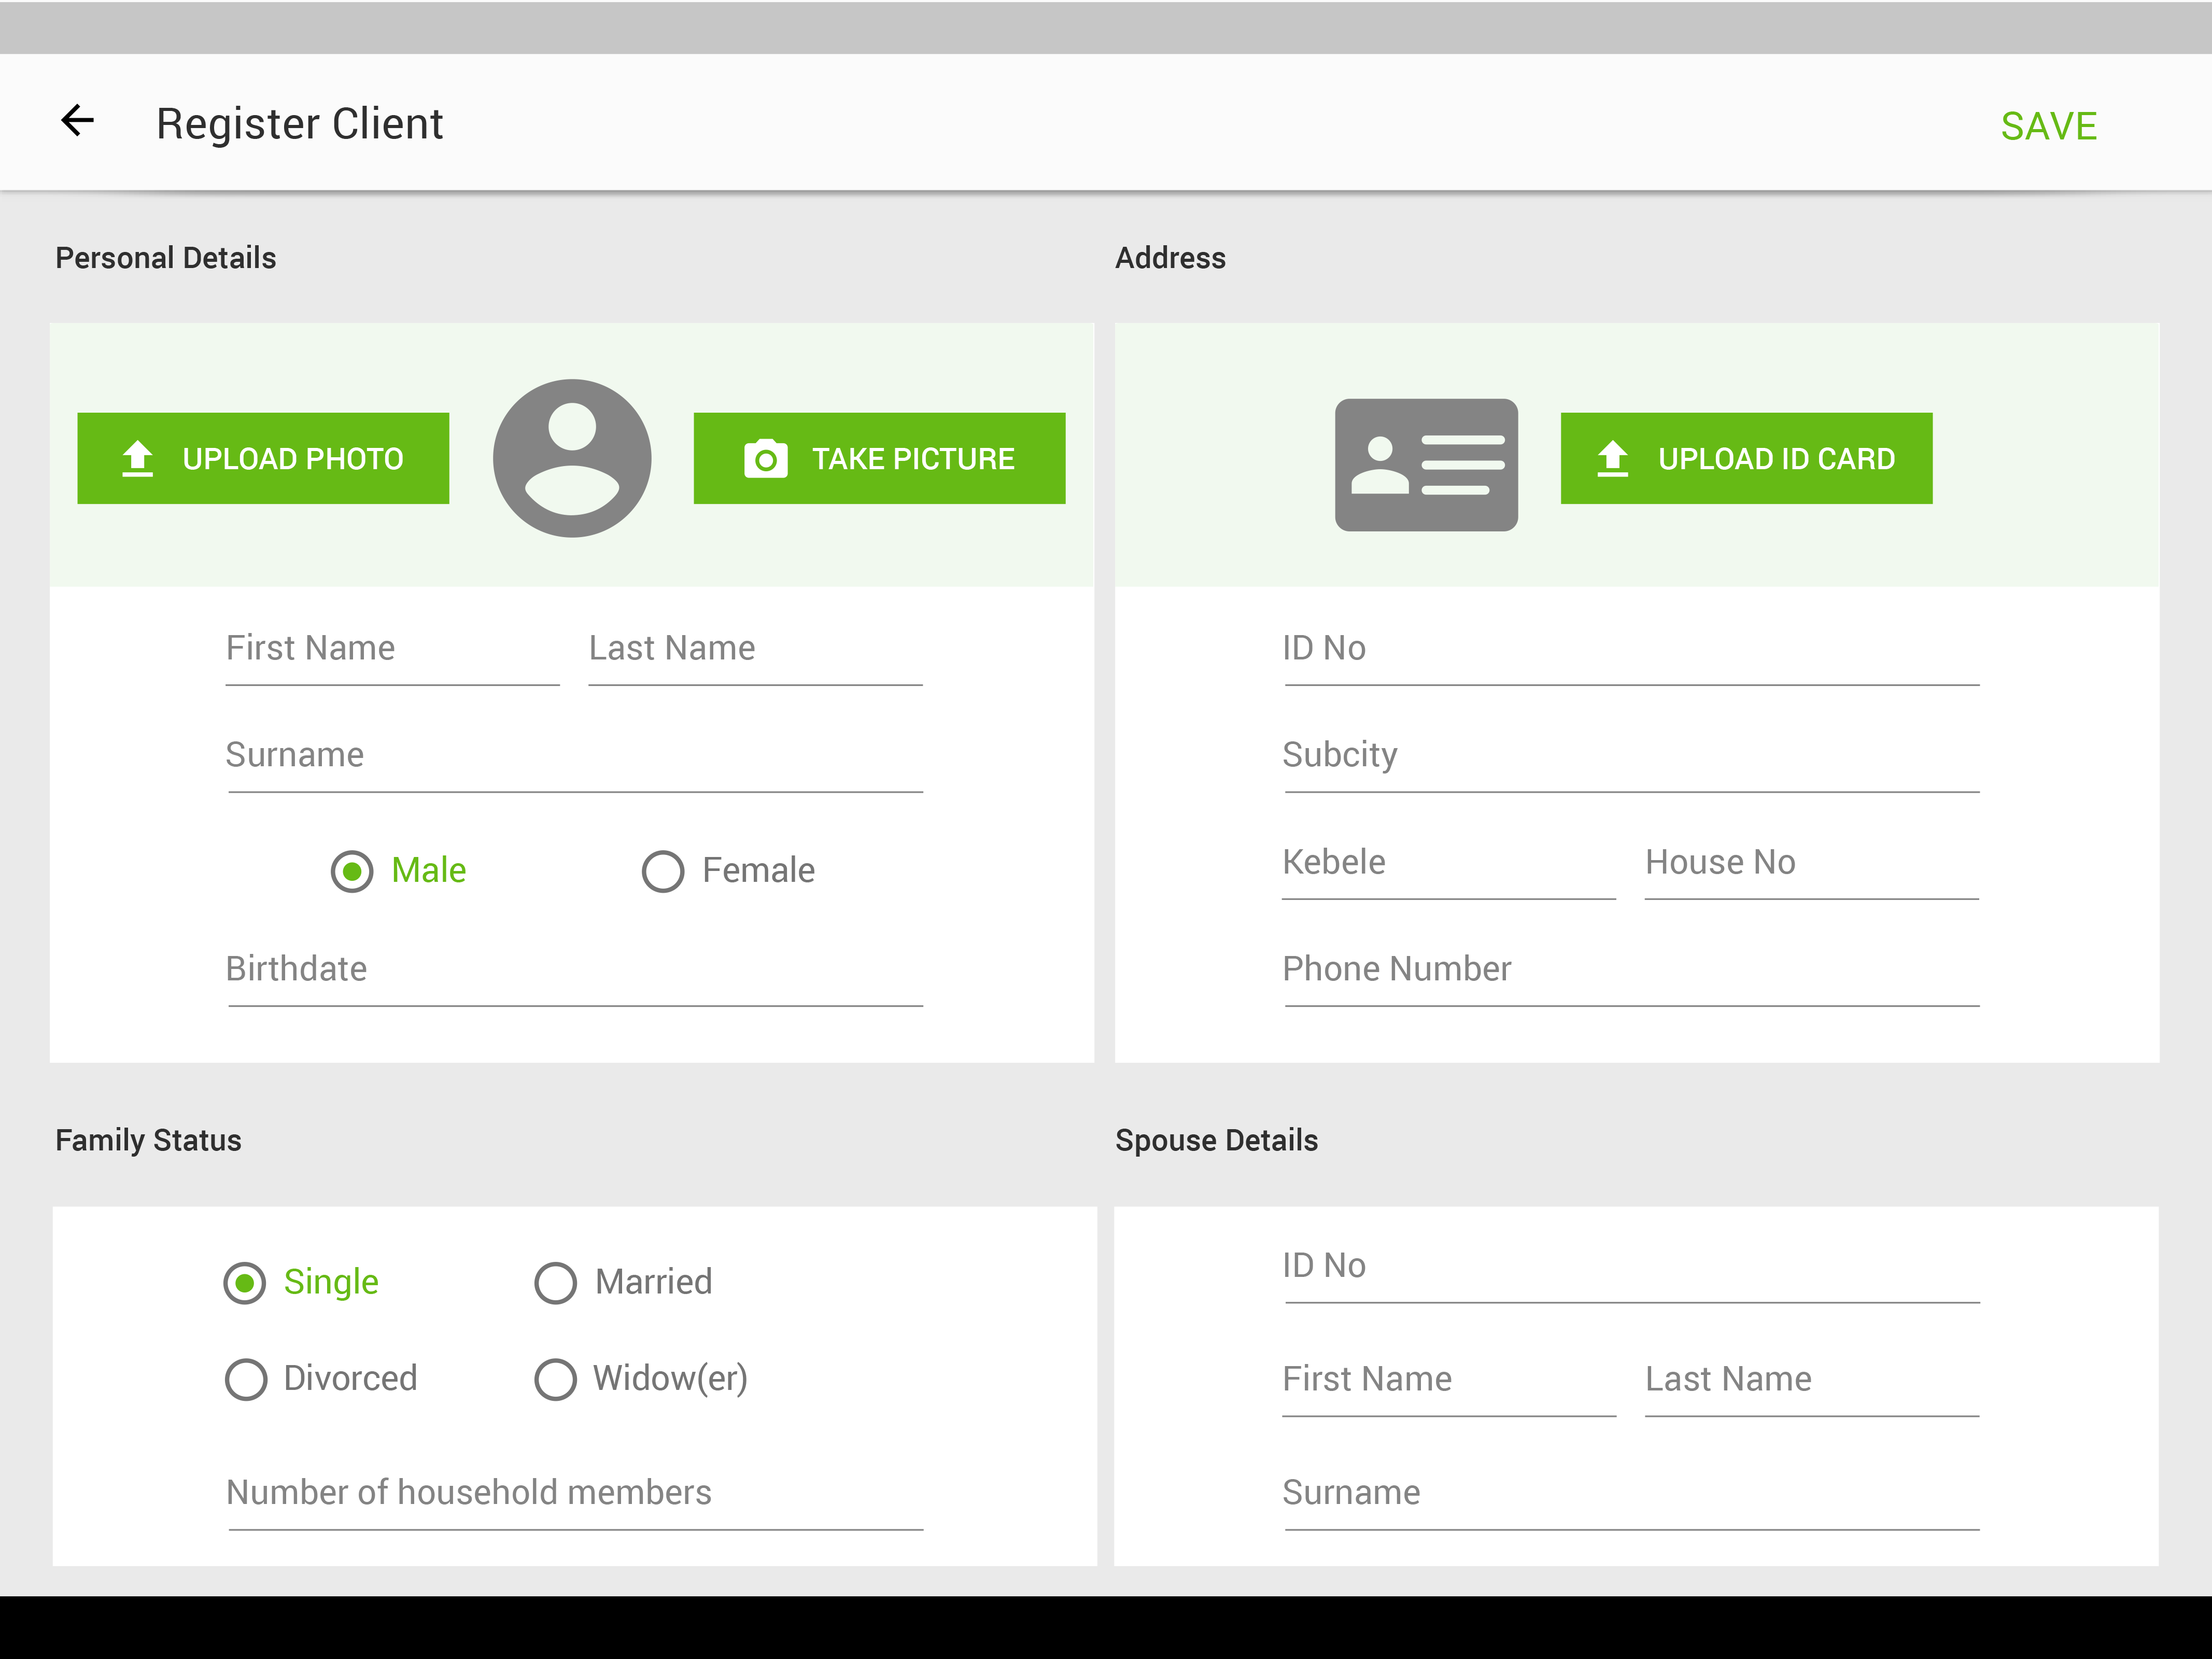 Register Client
SAVE
Personal Details
UPLOAD PHOTO
TAKE PICTURE
First Name
Last Name
Surname
Male
Female
Birthdate
Address
UPLOAD ID CARD
ID No
Subcity
Kebele
House No
Phone Number
Family Status
Single
Married
Divorced
Widow(er)
Number of household members
Spouse Details
ID No
First Name
Last Name
Surname